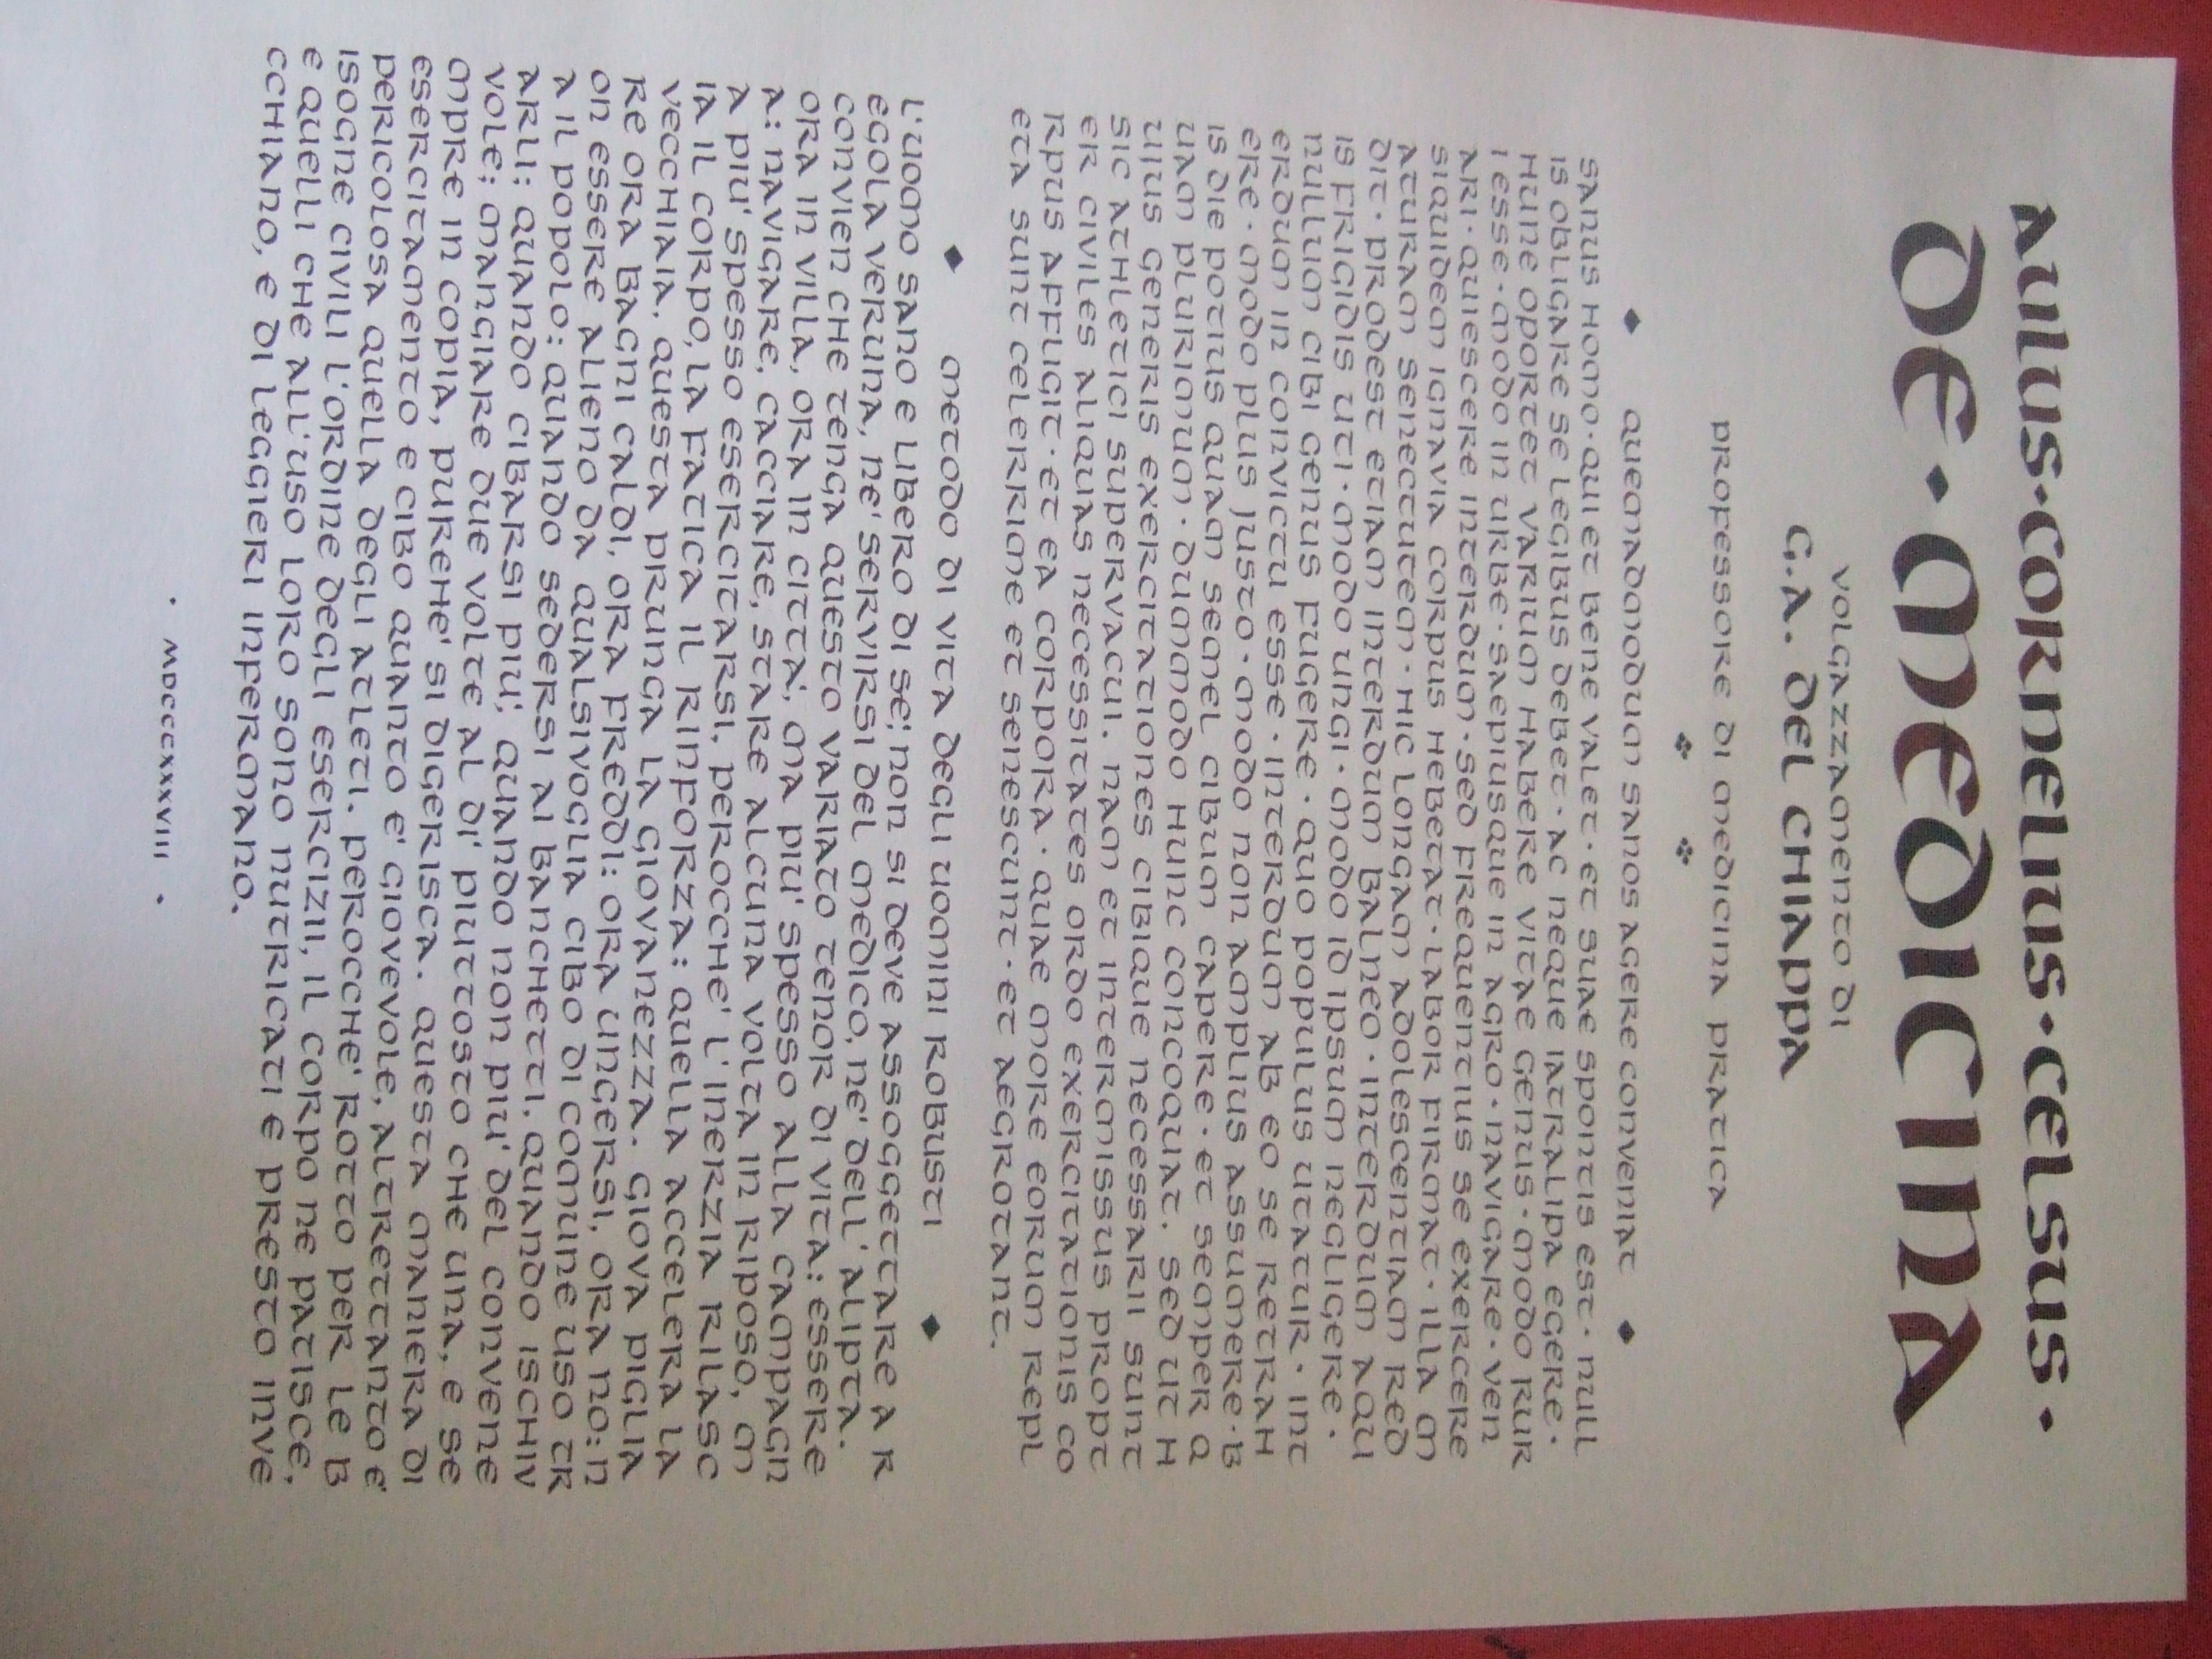 AULUS·CORNELIUS·CELSUS·
DE·MEDICINA
VOLGAZZAMENTO DI
G.A. DEL CHIAPPA
PROFESSORE DI MEDICINA PRATICA
QUEMADMODUM SANOS AGERE CONVENIAT
SANUS HOMO·QUI ET BENE VALET·ET SUAE SPONTIS EST·NULL
IS OBLIGARE SE LEGIBUS DEBET·AC NEQUE IATRALIPA EGERE·
HUNE OPORTET VARIUM HABERE VITAE GENUS·MODO RUR
I ESSE·MODO IN URBE·SAEPIUSQUE IN AGRO·NAVIGARE·VEN
ARI·QUIESCERE INTERDUM·SED FREQUENTIUS SE EXERCERE
SIQUIDEM IGNAVIA CORPUS HEBETAT·LABOR FIRMAT·ILLA M
ATURAM SENECTUTEM·HIC LONGAM ADOLESCENTIAM RED
DIT·PRODEST ETIAM INTERDUM BALNEO·INTERDUM AQU
IS FRIGIDIS UTI·MODO UNGI·MODO ID IPSUM NEGLIGERE·
NULLUM CIBI GENUS FUGERE·QUO POPULUS UTATUR·INT
ERDUM IN CONVICTU ESSE·INTERDUM AB EO SE RETRAH
ERE·MODO PLUS JUSTO·MODO NON AMPLIUS ASSUMERE·B
IS DIE POTIUS QUAM SEMEL CIBUM CAPERE·ET SEMPER Q
UAM PLURIMUM·DUMMODO HUNC CONCOQUAT. SED UT H
UIUS GENERIS EXERCITATIONES CIBIQUE NECESSARII SUNT
SIC ATHLETICI SUPERVACUI. NAM ET INTERMISSUS PROPT
ER CIVILES ALIQUAS NECESSITATES ORDO EXERCITATIONIS CO
RPUS AFFLIGIT·ET EA CORPORA·QUAE MORE EORUM REPL
ETA SUNT CELERRIME ET SENESCUNT·ET AEGROTANT.
METODO DI VITA DEGLI UOMINI ROBUSTI
L'UOMO SANO E LIBERO DI SE', NON SI DEVE ASSOGGETTARE A R
EGOLA VERUNA, NE' SERVIRSI DEL MEDICO, NE' DELL'ALIPTA.
CONVIEN CHE TENGA QUESTO VARIATO TENOR DI VITA: ESSERE
ORA IN VILLA, ORA IN CITTA'; MA PIU' SPESSO ALLA CAMPAGN
A: NAVIGARE, CACCIARE, STARE ALCUNA VOLTA IN RIPOSO, M
A PIU' SPESSO ESERCITARSI, PEROCCHE' L'INERZIA RILASC
IA IL CORPO, LA FATICA IL RINFORZA: QUELLA ACCELERA LA
VECCHIAIA, QUESTA PRUNGA LA GIOVANEZZA. GIOVA PIGLIA
RE ORA BAGNI CALDI, ORA FREDDI: ORA UNGERSI, ORA NO: N
ON ESSERE ALIENO DA QUALSIVOGLIA CIBO DI COMUNE USO TR
A IL POPOLO: QUANDO SEDERSI AI BANCHETTI, QUANDO ISCHIV
ARLI: QUANDO CIBARSI PIU', QUANDO NON PIU' DEL CONVENE
VOLE; MANGIARE DUE VOLTE AL DI' PIUTTOSTO CHE UNA, E SE
MPRE IN COPIA, PUREHE' SI DIGERISCA. QUESTA MANIERA DI
ESERCITAMENTO E CIBO QUANTO E' GIOVEVOLE, ALTRETTANTO E'
PERICOLOSA QUELLA DEGLI ATLETI. PEROCCHE' ROTTO PER LE B
ISOGNE CIVILI L'ORDINE DEGLI ESERCIZII, IL CORPO NE PATISCE,
E QUELLI CHE ALL'USO LORO SONO NUTRICATI E PRESTO INVE
CCHIANO, E DI LEGGIERI INFERMANO.
· MDCCCXXXVIII ·